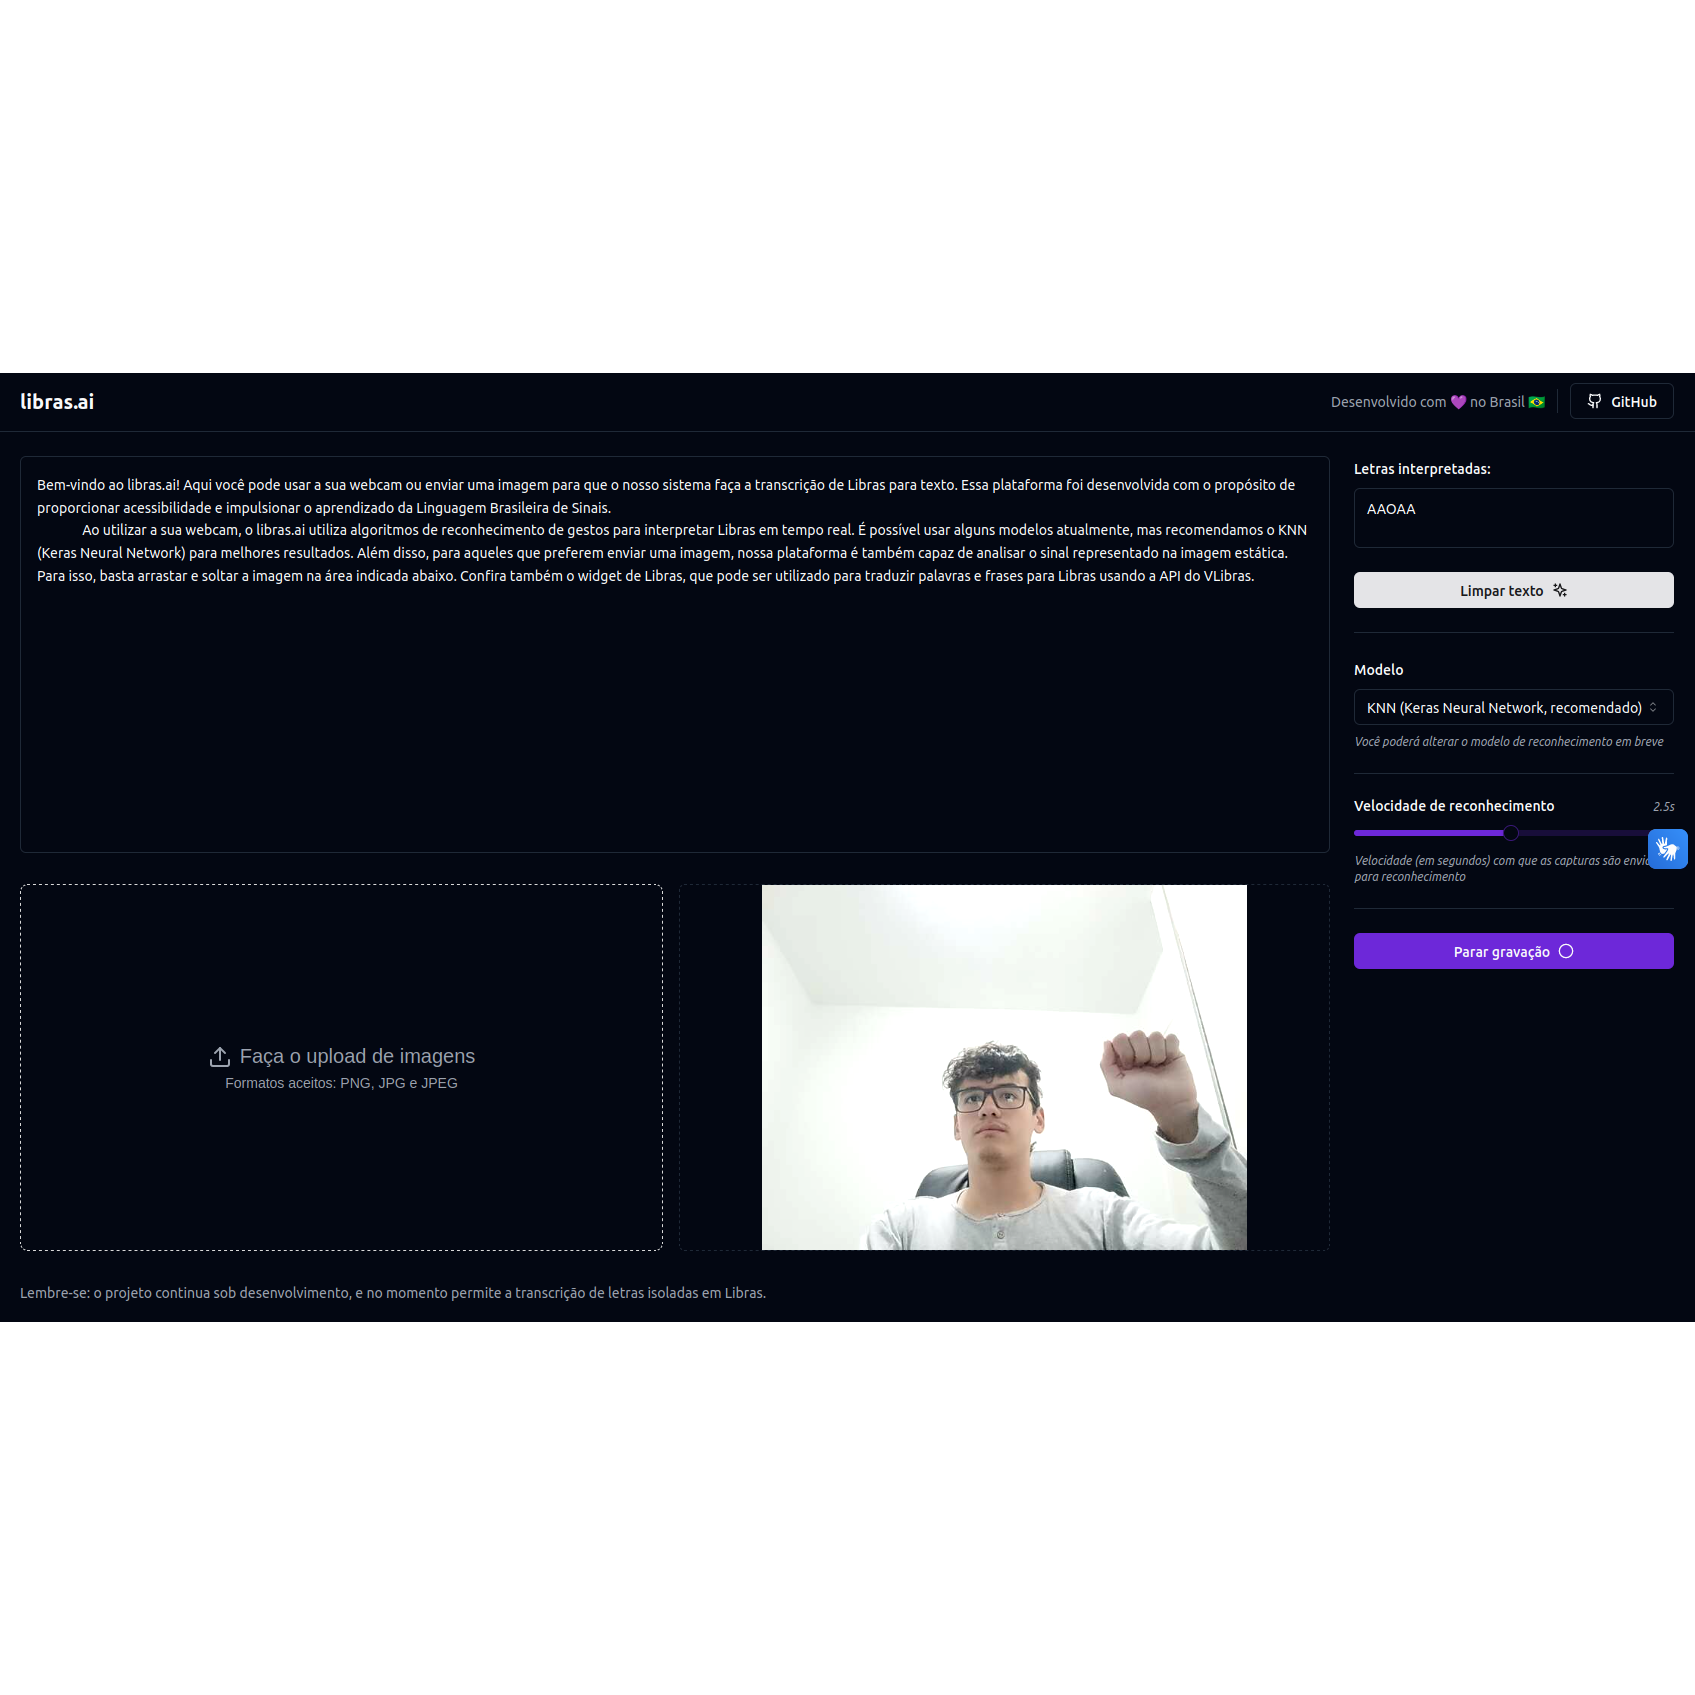 libras.ai
Desenvolvido com 💜 no Brasil 🇧🇷
GitHub
Bem-vindo ao libras.ai! Aqui você pode usar a sua webcam ou enviar uma imagem para que o nosso sistema faça a transcrição de Libras para texto. Essa plataforma foi desenvolvida com o propósito de
proporcionar acessibilidade e impulsionar o aprendizado da Linguagem Brasileira de Sinais.
Ao utilizar a sua webcam, o libras.ai utiliza algoritmos de reconhecimento de gestos para interpretar Libras em tempo real. É possível usar alguns modelos atualmente, mas recomendamos o KNN
(Keras Neural Network) para melhores resultados. Além disso, para aqueles que preferem enviar uma imagem, nossa plataforma é também capaz de analisar o sinal representado na imagem estática.
Para isso, basta arrastar e soltar a imagem na área indicada abaixo. Confira também o widget de Libras, que pode ser utilizado para traduzir palavras e frases para Libras usando a API do VLibras.
Letras interpretadas:
AAOAA
Limpar texto
Modelo
KNN (Keras Neural Network, recomendado)
Você poderá alterar o modelo de reconhecimento em breve
Velocidade de reconhecimento
2.5s
Velocidade (em segundos) com que as capturas são
para reconhecimento
Parar gravação
Faça o upload de imagens
Formatos aceitos: PNG, JPG e JPEG
Lembre-se: o projeto continua sob desenvolvimento, e no momento permite a transcrição de letras isoladas em Libras.